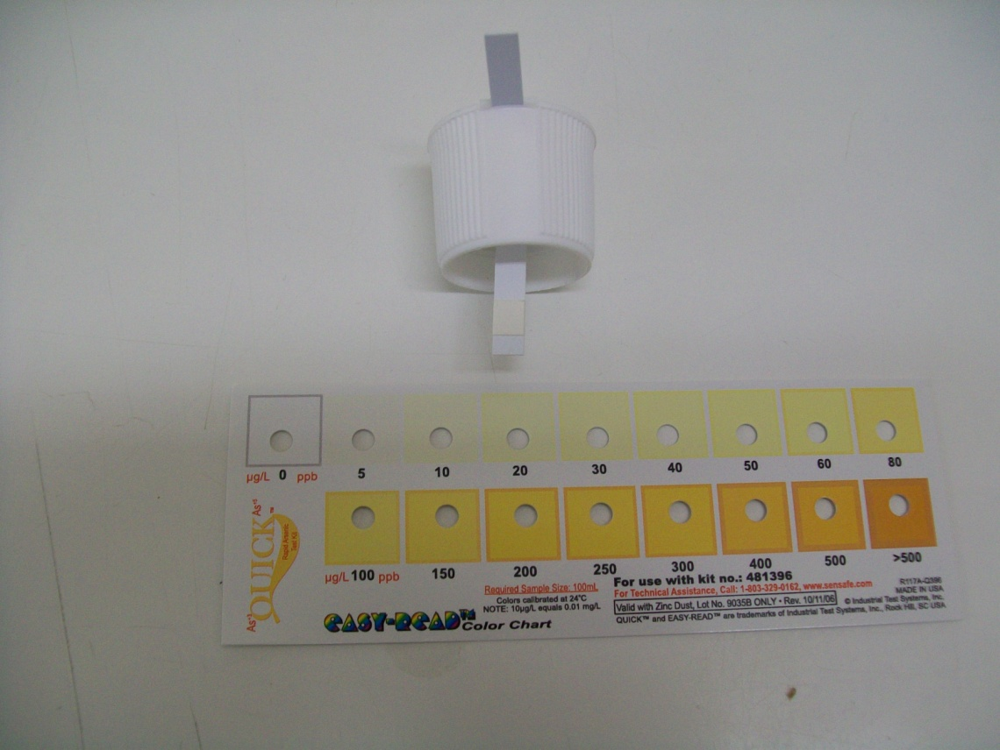 µg/L 0 ppb 5 10 20 30 40 50 60 80
µg/L 100 ppb 150 200 250 300 400 500 >500
As+3 QUICK™ As+5
Rapid Arsenic
Test Kit
Required Sample Size: 100mL
Colors calibrated at 24°C
NOTE: 10µg/L equals 0.01 mg/L
EASY-READ™ Color Chart
For use with kit no.: 481396
For Technical Assistance, Call: 1-803-329-0162, www.sensafe.com
Valid with Zinc Dust, Lot No. 9035B ONLY • Rev. 10/11/06
QUICK™ and EASY-READ™ are trademarks of Industrial Test Systems, Inc., Rock Hill, SC USA
R117A-Q396
MADE IN USA
© Industrial Test Systems, Inc.